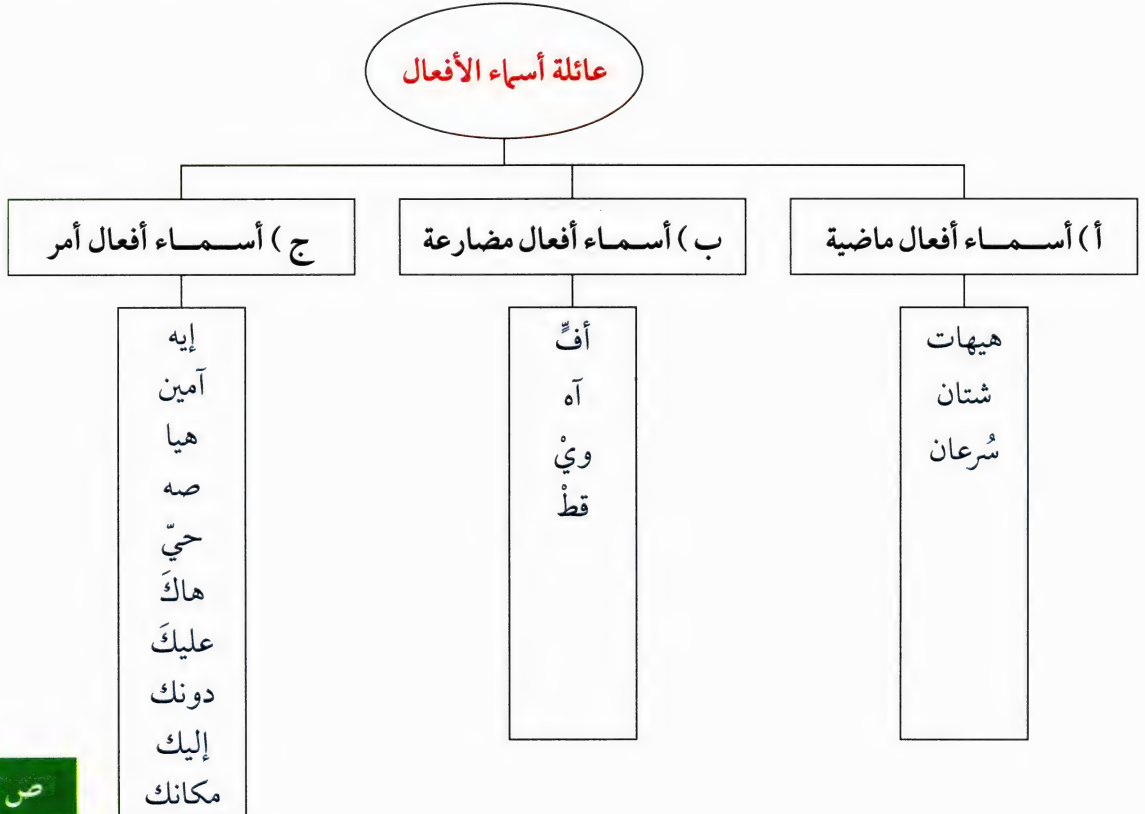 عائلة أسماء الأفعال
أ ) أسـمـاء أفعال ماضية
هيهات
شتان
سُرعان
ب ) أسـمـاء أفعال مضارعة
أفٍّ
آه
ويْ
قطْ
ج ) أسـمـاء أفعال أمر
إيه
آمين
هيا
صه
حيّ
هاكَ
عليكَ
دونك
إليك
مكانك
ص